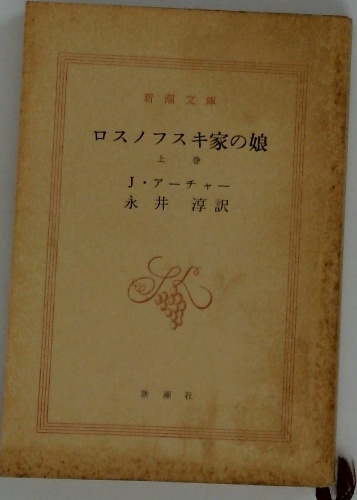 新潮文庫
ロスノフスキ家の娘
上巻
J・アーチャー
永井淳訳
新潮社